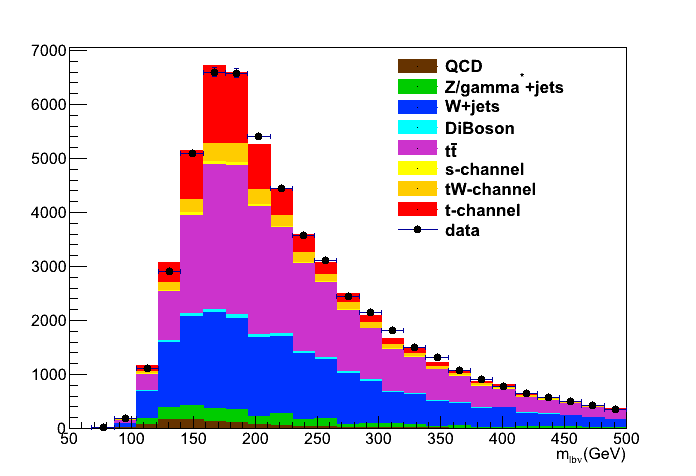 7000
6000
5000
4000
3000
2000
1000
0
QCD
Z/gamma*+jets
W+jets
DiBoson
tt̄
s-channel
tW-channel
t-channel
data
50 100 150 200 250 300 350 400 450 500
m_lbν(GeV)